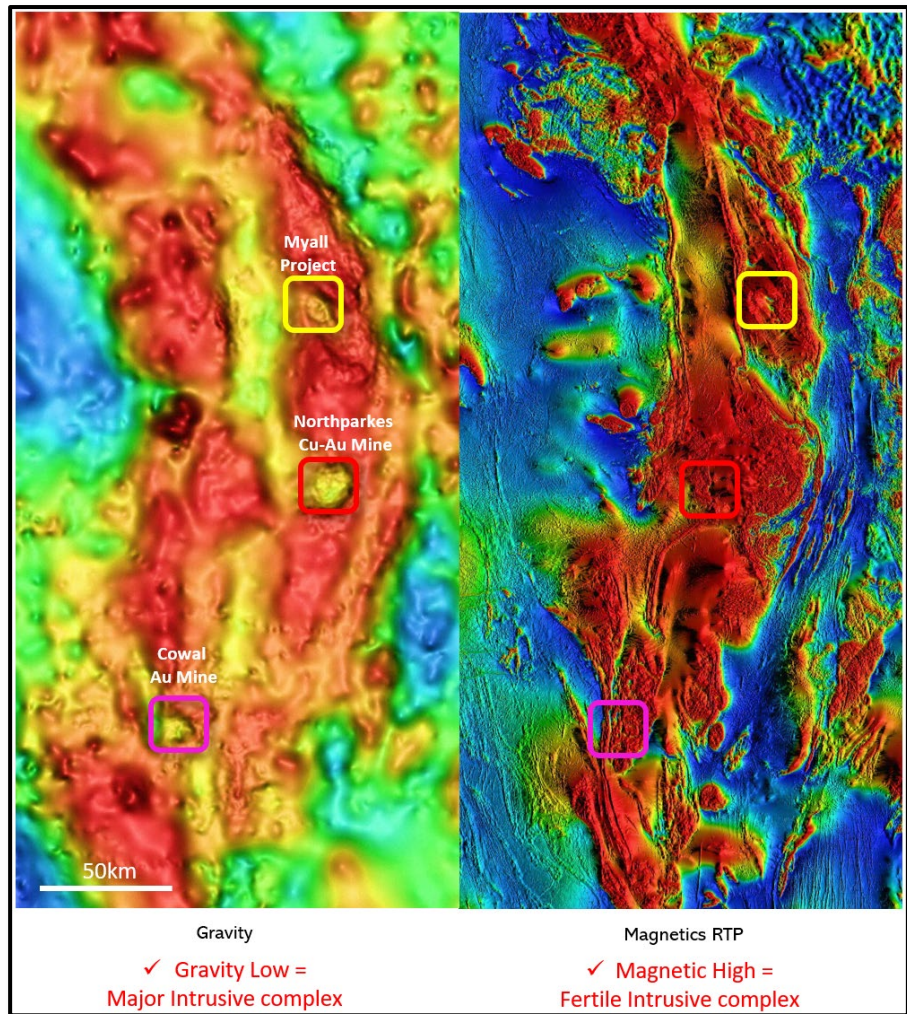 Myall
Project
Northparkes
Cu-Au Mine
Cowal
Au Mine
50km
Gravity
Magnetics RTP
✓ Gravity Low =
Major Intrusive complex
✓ Magnetic High =
Fertile Intrusive complex